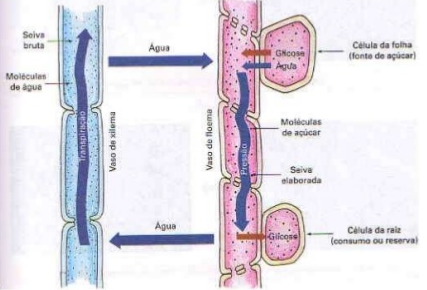 Seiva
bruta
Água
Glicose
Água
Célula da folha
(fonte de açúcar)
Moléculas
de água
Transpiração
Vaso de xilema
Vaso de floema
Moléculas
de açúcar
Pressão
Seiva
elaborada
Água
Glicose
Célula da raiz
(consumo ou reserva)